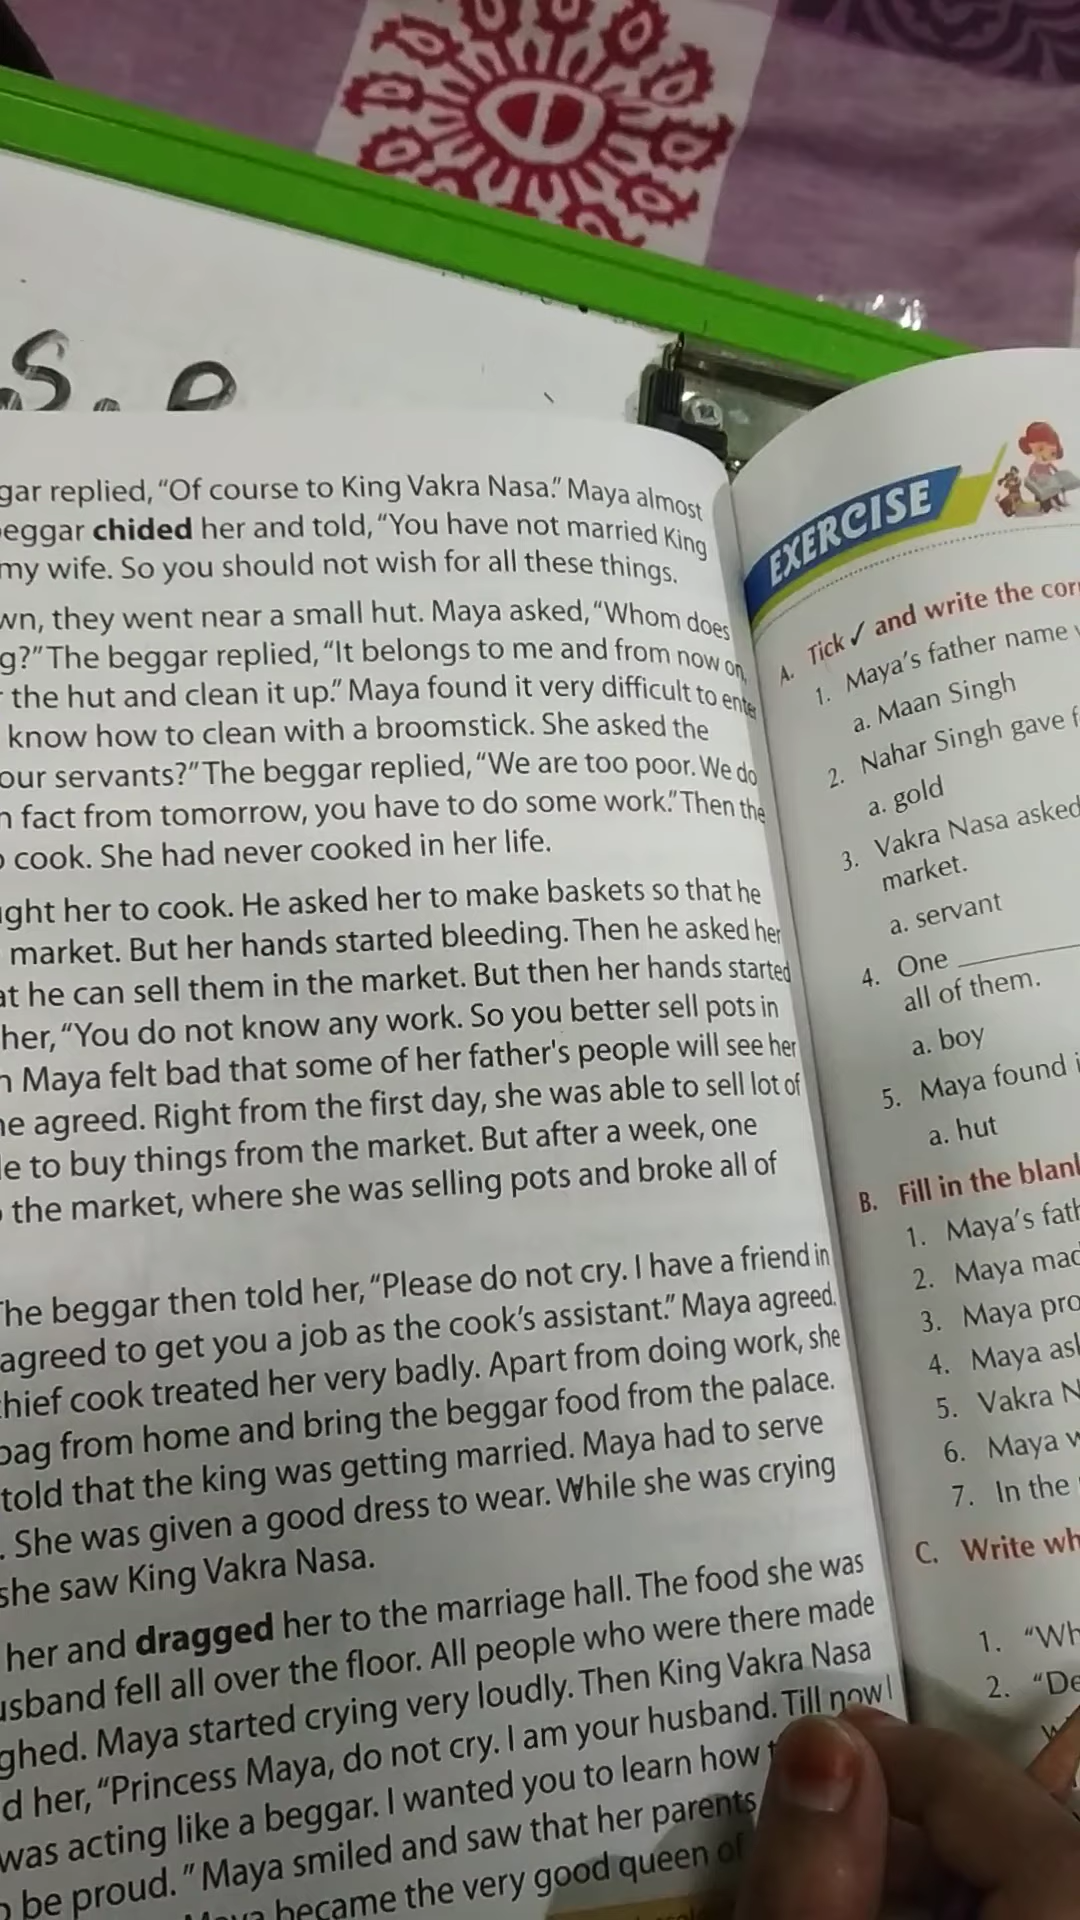 S. e
gar replied, “Of course to King Vakra Nasa.” Maya almost
beggar chided her and told, “You have not married King
my wife. So you should not wish for all these things.
wn, they went near a small hut. Maya asked, “Whom does
g?” The beggar replied, “It belongs to me and from now on,
the hut and clean it up.” Maya found it very difficult to enter
know how to clean with a broomstick. She asked the
our servants?” The beggar replied, “We are too poor. We do
n fact from tomorrow, you have to do some work.” Then the
o cook. She had never cooked in her life.
ught her to cook. He asked her to make baskets so that he
market. But her hands started bleeding. Then he asked her
at he can sell them in the market. But then her hands started
her, “You do not know any work. So you better sell pots in
n Maya felt bad that some of her father's people will see her
he agreed. Right from the first day, she was able to sell lot of
le to buy things from the market. But after a week, one
o the market, where she was selling pots and broke all of
The beggar then told her, “Please do not cry. I have a friend in
agreed to get you a job as the cook’s assistant.” Maya agreed.
chief cook treated her very badly. Apart from doing work, she
bag from home and bring the beggar food from the palace.
told that the king was getting married. Maya had to serve
. She was given a good dress to wear. While she was crying
she saw King Vakra Nasa.
her and dragged her to the marriage hall. The food she was
usband fell all over the floor. All people who were there made
ghed. Maya started crying very loudly. Then King Vakra Nasa
d her, “Princess Maya, do not cry. I am your husband. Till now I
was acting like a beggar. I wanted you to learn how
o be proud. ” Maya smiled and saw that her parents
Maya became the very good queen of
EXERCISE
A. Tick ✓ and write the corr
1. Maya’s father name
a. Maan Singh
2. Nahar Singh gave f
a. gold
3. Vakra Nasa asked
market.
a. servant
4. One ________
all of them.
a. boy
5. Maya found i
a. hut
B. Fill in the blank
1. Maya’s fath
2. Maya mad
3. Maya pro
4. Maya ask
5. Vakra N
6. Maya w
7. In the
C. Write wh
1. “Wh
2. “De
w